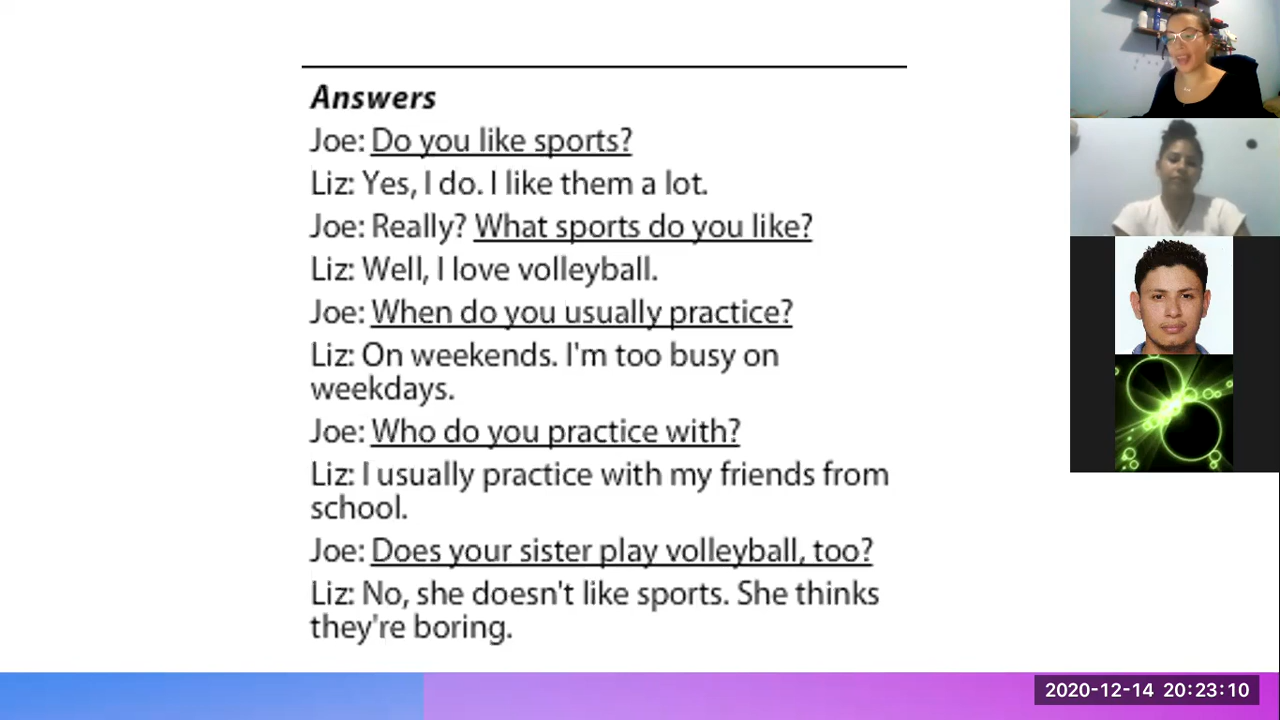 Answers
Joe: Do you like sports?
Liz: Yes, I do. I like them a lot.
Joe: Really? What sports do you like?
Liz: Well, I love volleyball.
Joe: When do you usually practice?
Liz: On weekends. I'm too busy on
weekdays.
Joe: Who do you practice with?
Liz: I usually practice with my friends from
school.
Joe: Does your sister play volleyball, too?
Liz: No, she doesn't like sports. She thinks
they're boring.
2020-12-14 20:23:10